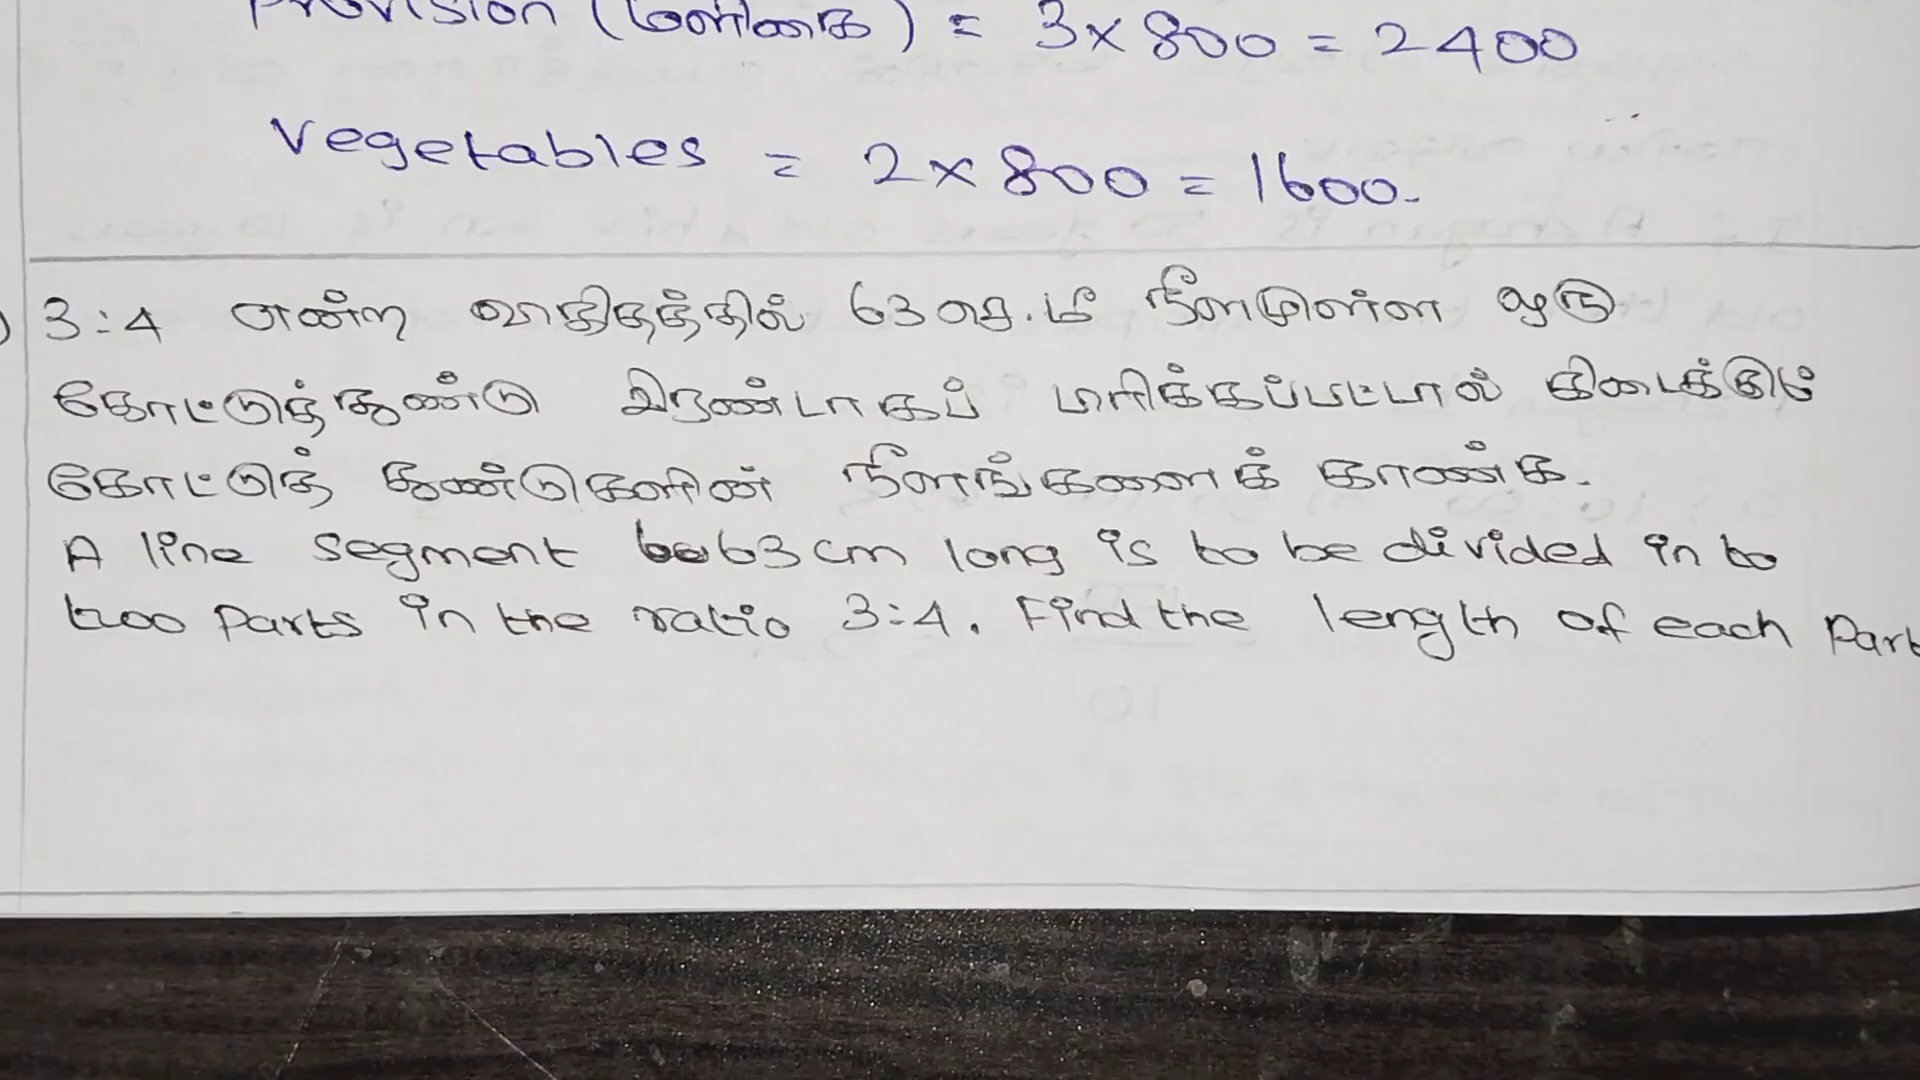 Provision (மளிகை) = 3 × 800 = 2400
Vegetables = 2 × 800 = 1600.
3:4 என்ற விகிதத்தில் 63 செ.மீ நீளமுள்ள ஒரு
கோட்டுத்துண்டு இரண்டாகப் பிரிக்கப்பட்டால் கிடைக்கும்
கோட்டுத் துண்டுகளின் நீளங்களைக் காண்க.
A line segment 63 cm long is to be divided in to
two parts in the ratio 3:4. Find the length of each Part